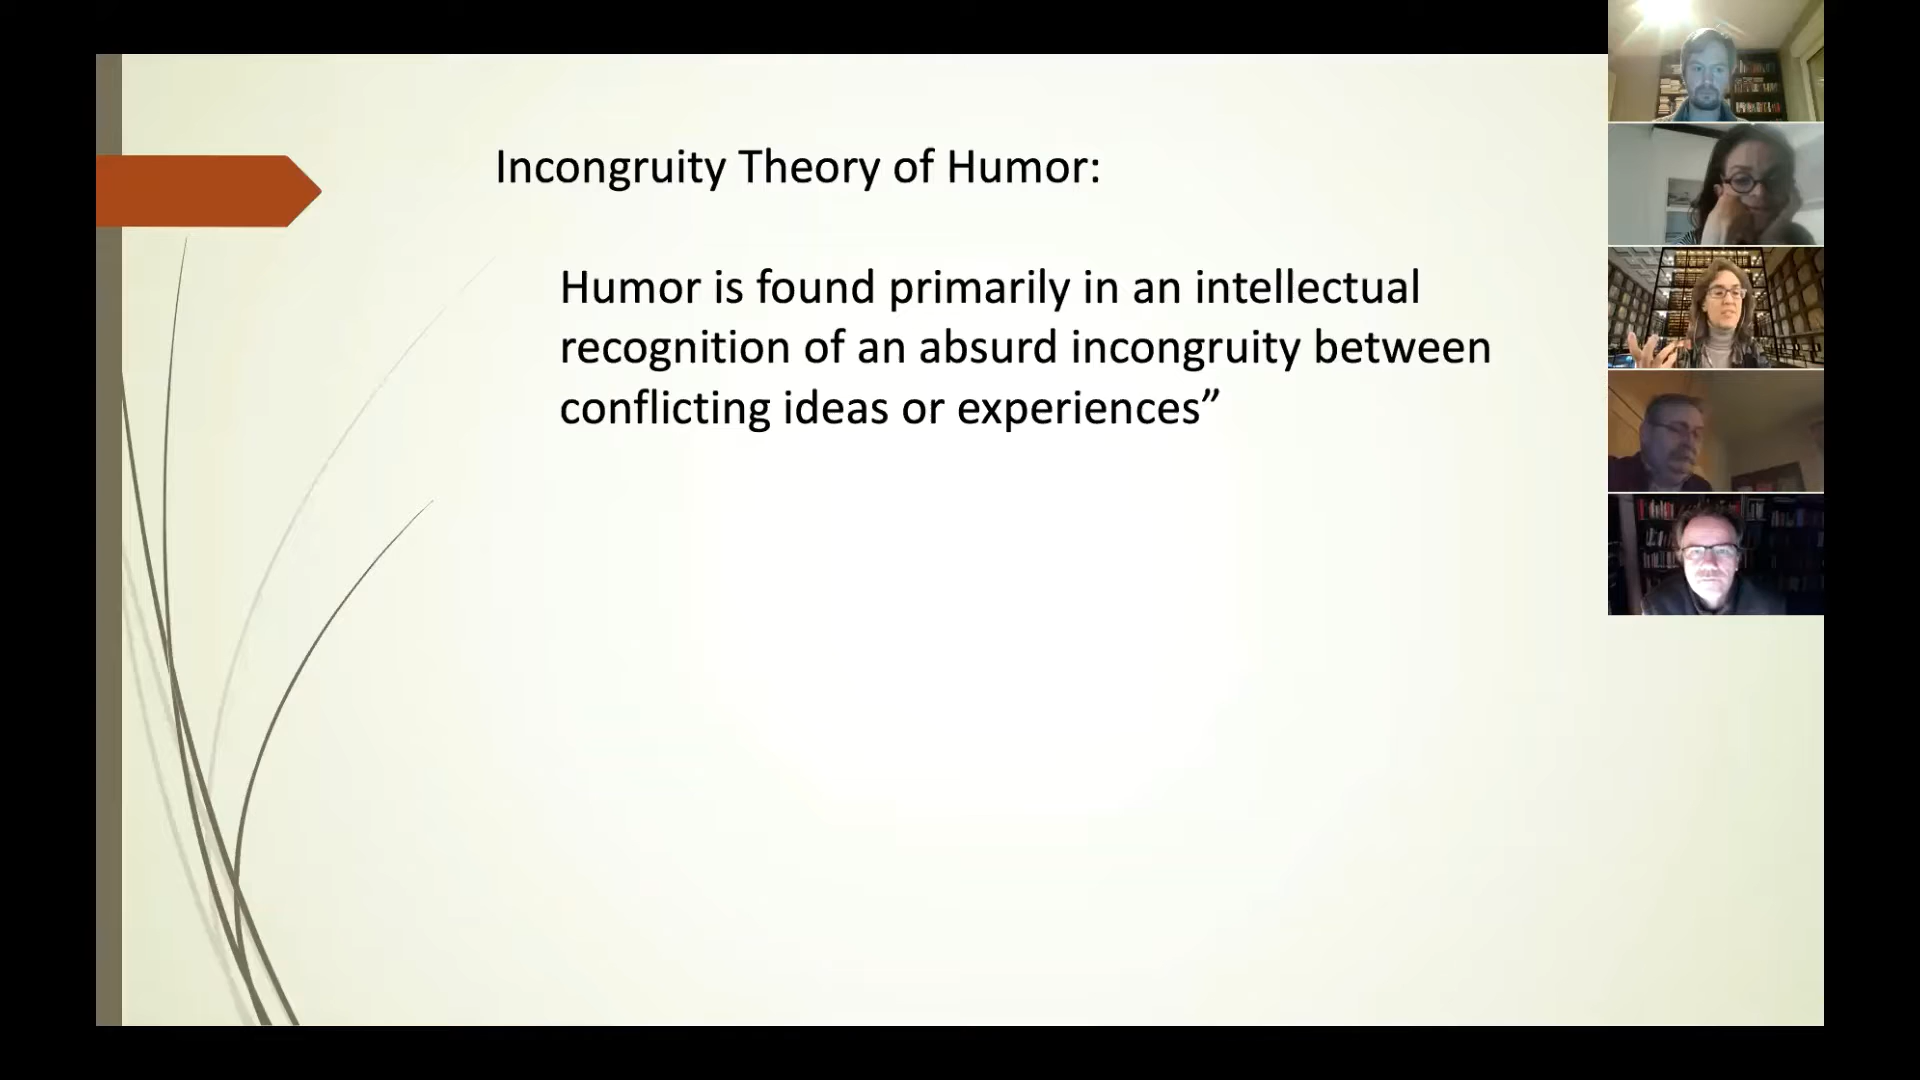 Incongruity Theory of Humor:
Humor is found primarily in an intellectual
recognition of an absurd incongruity between
conflicting ideas or experiences”